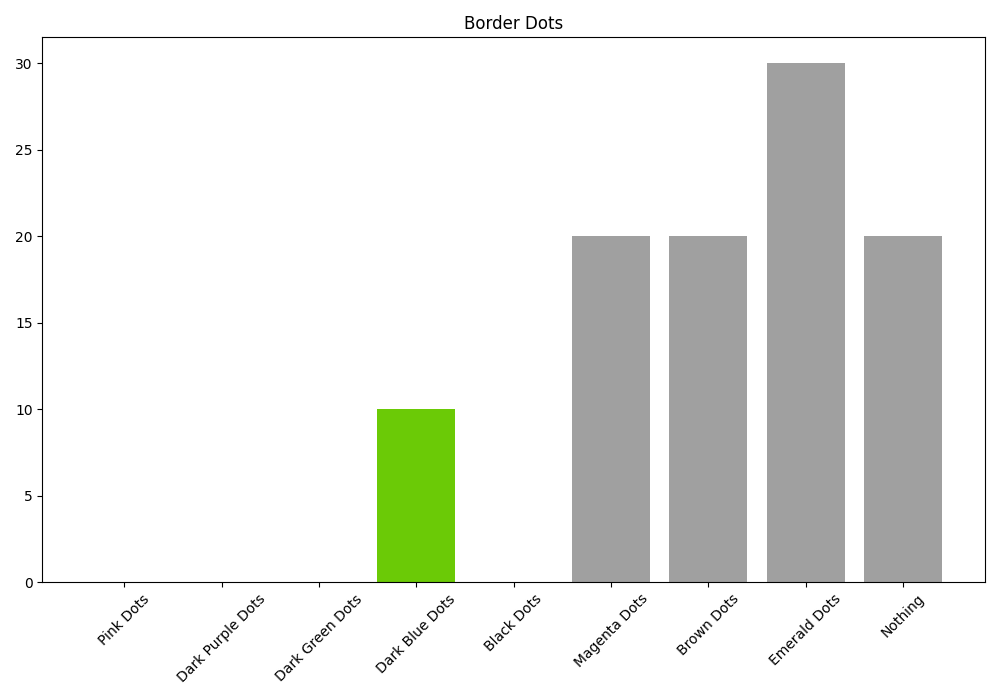 Border Dots
30
25
20
15
10
5
0
Pink Dots
Dark Purple Dots
Dark Green Dots
Dark Blue Dots
Black Dots
Magenta Dots
Brown Dots
Emerald Dots
Nothing